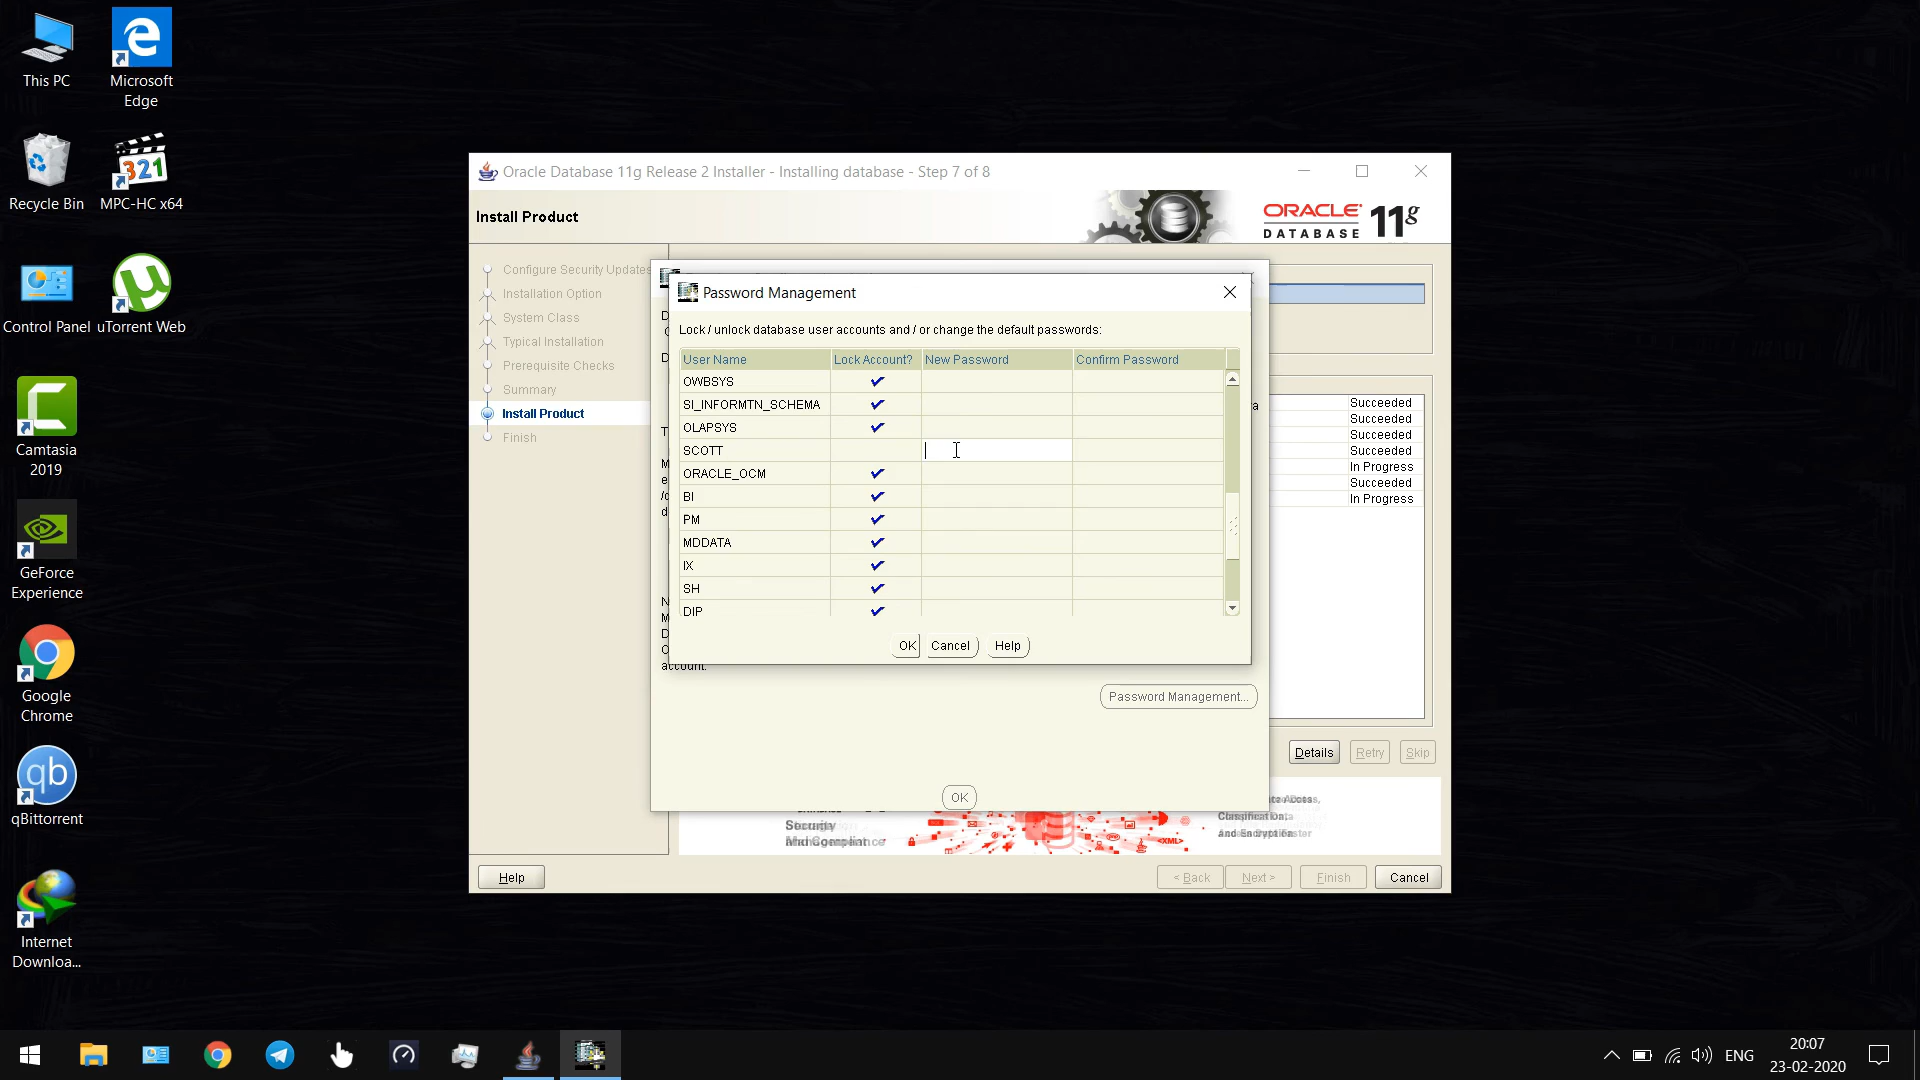 This PC
Microsoft
Edge
Recycle Bin
MPC-HC x64
321
Control Panel
uTorrent Web
Camtasia
2019
GeForce
Experience
Google
Chrome
qb
qBittorrent
Internet
Downloa...
Oracle Database 11g Release 2 Installer - Installing database - Step 7 of 8
Install Product
ORACLE
DATABASE 11g
Configure Security Updates
Installation Option
System Class
Typical Installation
Prerequisite Checks
Summary
Install Product
Finish
Password Management
Lock / unlock database user accounts and / or change the default passwords:
User Name Lock Account? New Password Confirm Password
OWBSYS
SI_INFORMTN_SCHEMA
OLAPSYS
SCOTT
ORACLE_OCM
BI
PM
MDDATA
IX
SH
DIP
OK Cancel Help
account.
Password Management...
OK
Succeeded
Succeeded
Succeeded
Succeeded
In Progress
Succeeded
In Progress
Details Retry Skip
Security
<XML>
Help < Back Next > Finish Cancel
ENG
20:07
23-02-2020